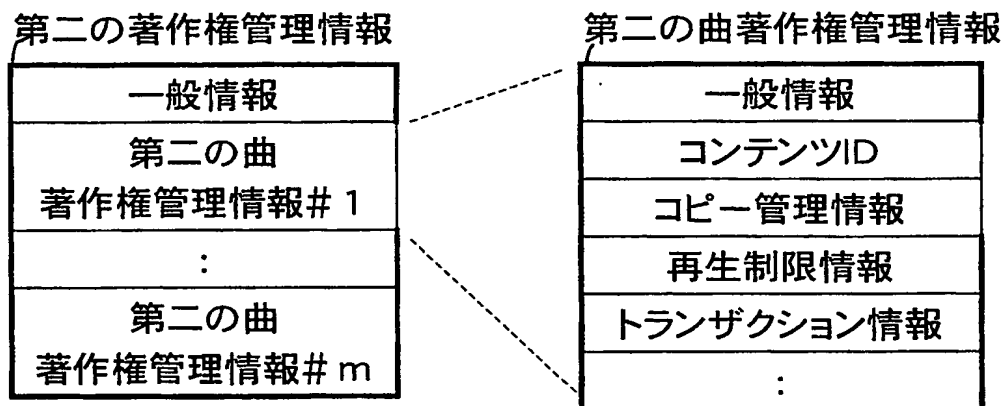 第二の著作権管理情報
一般情報
第二の曲
著作権管理情報#1
:
第二の曲
著作権管理情報#m
第二の曲著作権管理情報
一般情報
コンテンツID
コピー管理情報
再生制限情報
トランザクション情報
: